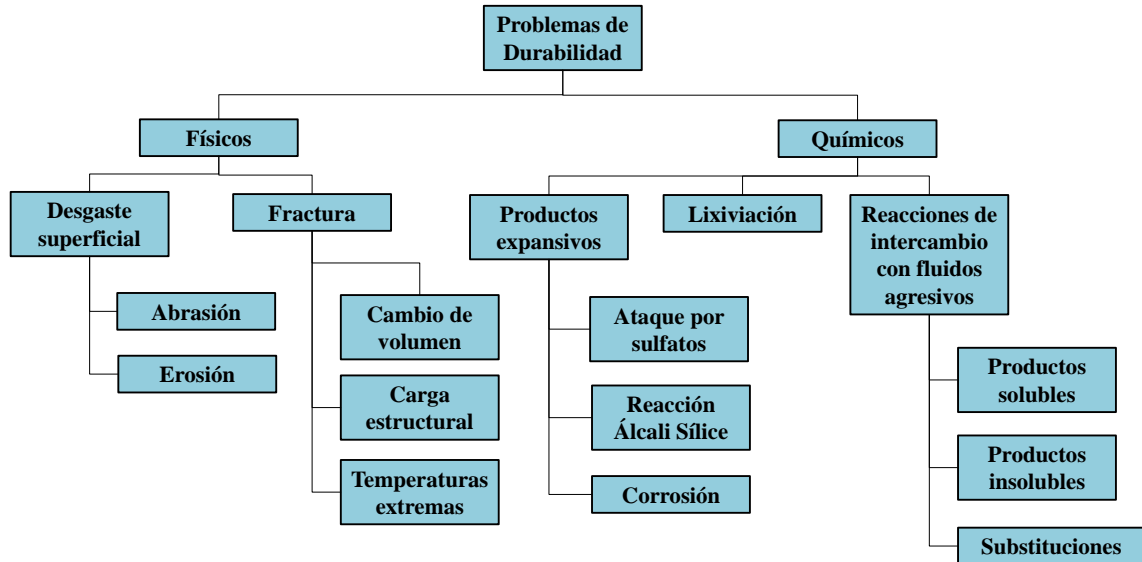 Problemas de
Durabilidad
Físicos
Químicos
Desgaste
superficial
Fractura
Productos
expansivos
Lixiviación
Reacciones de
intercambio
con fluidos
agresivos
Abrasión
Erosión
Cambio de
volumen
Carga
estructural
Temperaturas
extremas
Ataque por
sulfatos
Reacción
Álcali Sílice
Corrosión
Productos
solubles
Productos
insolubles
Substituciones